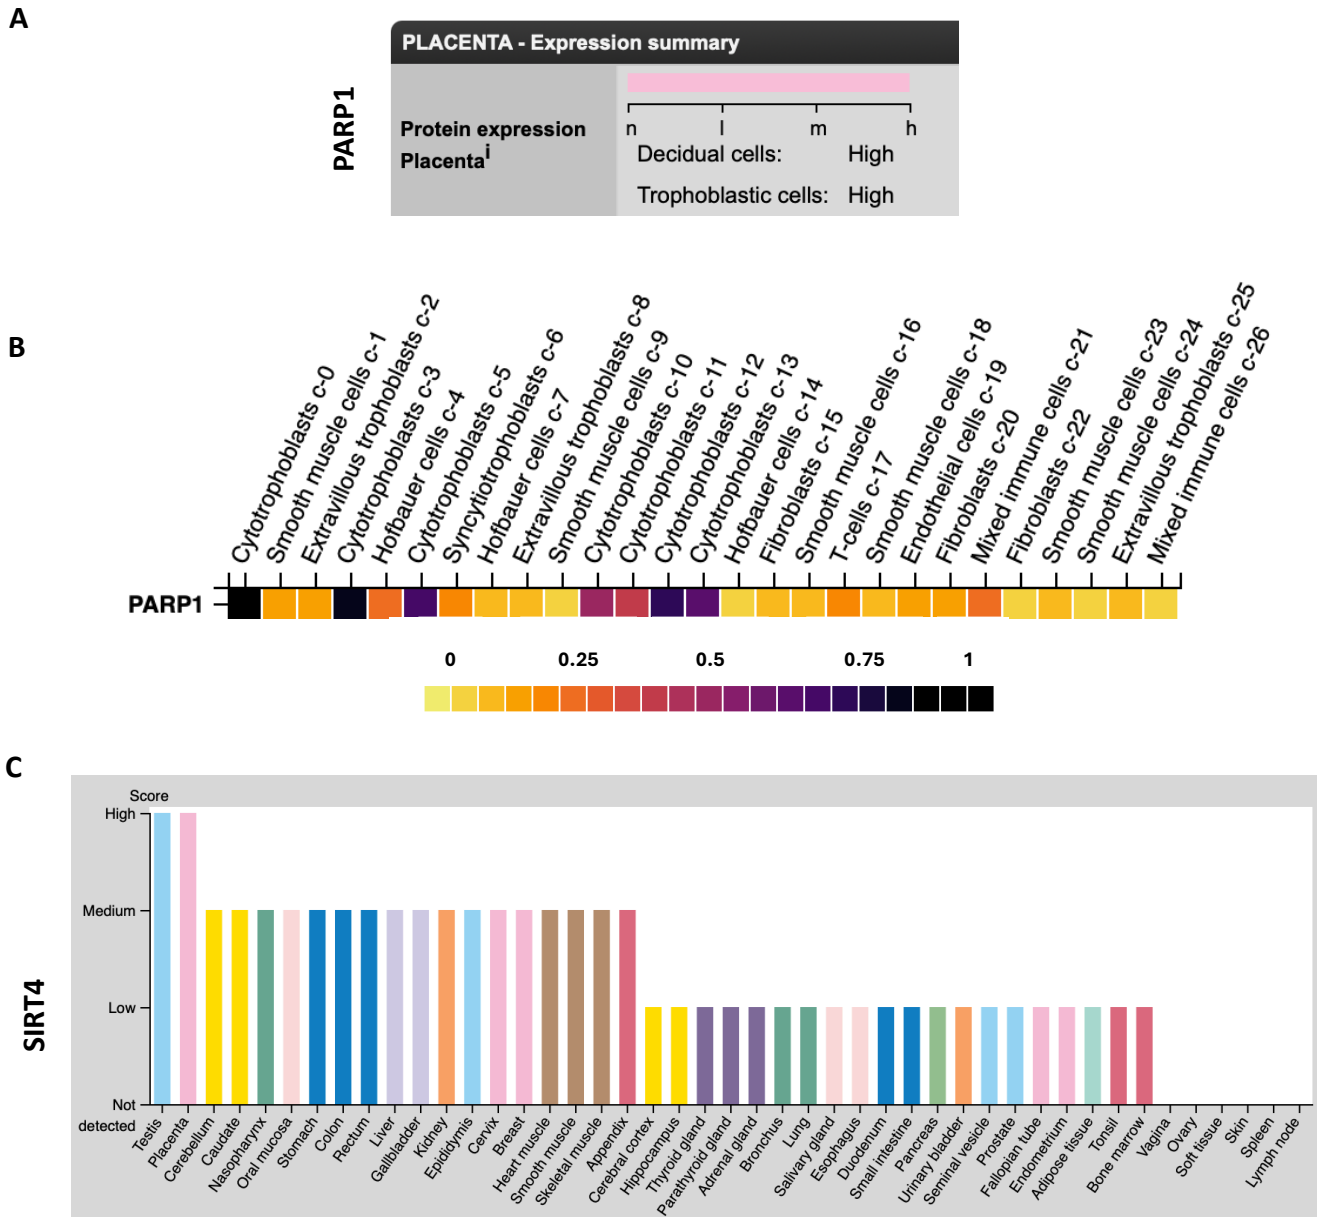 A
PLACENTA - Expression summary
PARP1
Protein expression
Placentaⁱ
n l m h
Decidual cells: High
Trophoblastic cells: High
B
Cytotrophoblasts c-0
Smooth muscle cells c-1
Extravillous trophoblasts c-2
Cytotrophoblasts c-3
Hofbauer cells c-4
Cytotrophoblasts c-5
Syncytiotrophoblasts c-6
Hofbauer cells c-7
Extravillous trophoblasts c-8
Smooth muscle cells c-9
Cytotrophoblasts c-10
Cytotrophoblasts c-11
Cytotrophoblasts c-12
Cytotrophoblasts c-13
Hofbauer cells c-14
Fibroblasts c-15
Smooth muscle cells c-16
T-cells c-17
Smooth muscle cells c-18
Endothelial cells c-19
Fibroblasts c-20
Mixed immune cells c-21
Fibroblasts c-22
Smooth muscle cells c-23
Smooth muscle cells c-24
Extravillous trophoblasts c-25
Mixed immune cells c-26
PARP1
0 0.25 0.5 0.75 1
C
SIRT4
Score
High
Medium
Low
Not
detected
Testis
Placenta
Cerebellum
Caudate
Nasopharynx
Oral mucosa
Stomach
Colon
Rectum
Liver
Gallbladder
Kidney
Epididymis
Cervix
Breast
Heart muscle
Smooth muscle
Skeletal muscle
Appendix
Cerebral cortex
Hippocampus
Thyroid gland
Parathyroid gland
Adrenal gland
Bronchus
Lung
Salivary gland
Esophagus
Duodenum
Small intestine
Pancreas
Urinary bladder
Seminal vesicle
Prostate
Fallopian tube
Endometrium
Adipose tissue
Tonsil
Bone marrow
Vagina
Ovary
Soft tissue
Skin
Spleen
Lymph node